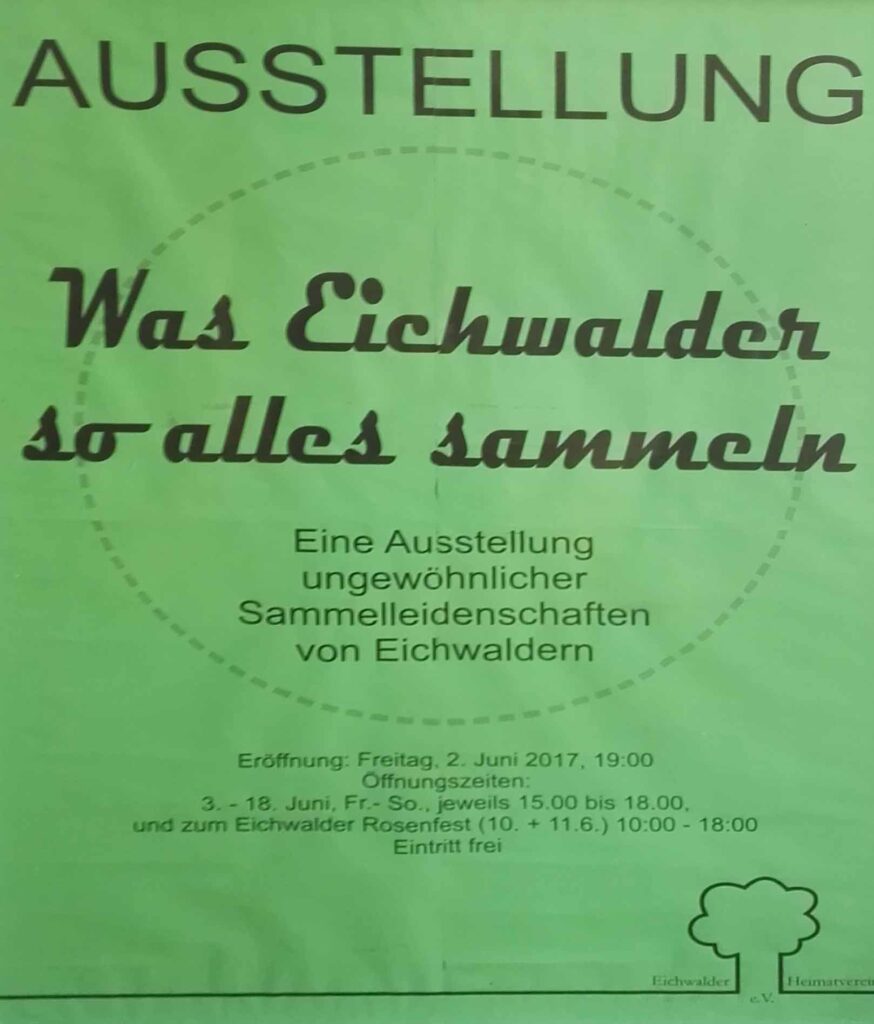 AUSSTELLUNG
Was Eichwalder
so alles sammeln
Eine Ausstellung
ungewöhnlicher
Sammelleidenschaften
von Eichwaldern
Eröffnung: Freitag, 2. Juni 2017, 19:00
Öffnungszeiten:
3. - 18. Juni, Fr.- So., jeweils 15.00 bis 18.00,
und zum Eichwalder Rosenfest (10. + 11.6.) 10:00 - 18:00
Eintritt frei
Eichwalder Heimatverein
e.V.